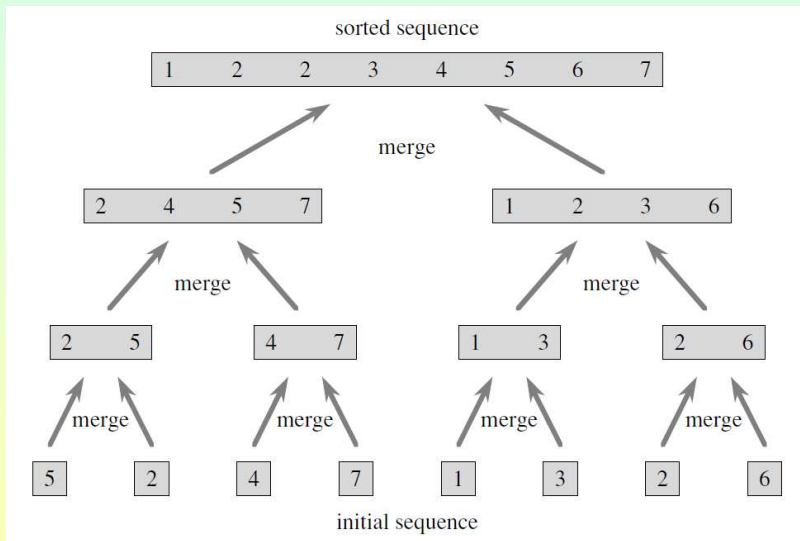 sorted sequence
1 2 2 3 4 5 6 7
merge
2 4 5 7 1 2 3 6
merge merge
2 5 4 7 1 3 2 6
merge merge merge merge
5 2 4 7 1 3 2 6
initial sequence